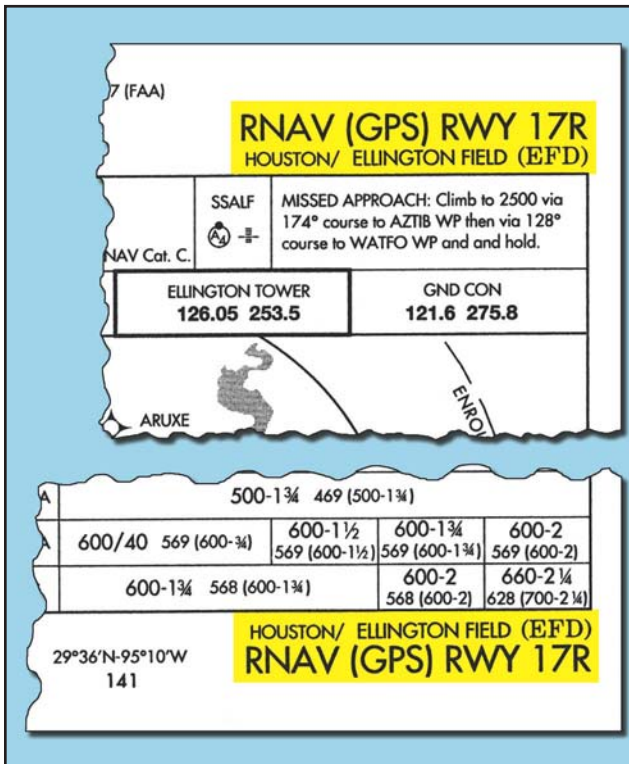 7 (FAA)
RNAV (GPS) RWY 17R
HOUSTON/ ELLINGTON FIELD (EFD)
SSALF
A4
MISSED APPROACH: Climb to 2500 via
174° course to AZTIB WP then via 128°
course to WATFO WP and and hold.
NAV Cat. C.
ELLINGTON TOWER
126.05 253.5
GND CON
121.6 275.8
ARUXE
ENRO
A 500-1¾ 469 (500-1¾)
A 600/40 569 (600-¾) 600-1½ 569 (600-1½) 600-1¾ 569 (600-1¾) 600-2 569 (600-2)
600-1¾ 568 (600-1¾) 600-2 568 (600-2) 660-2¼ 628 (700-2¼)
HOUSTON/ ELLINGTON FIELD (EFD)
RNAV (GPS) RWY 17R
29°36'N-95°10'W
141